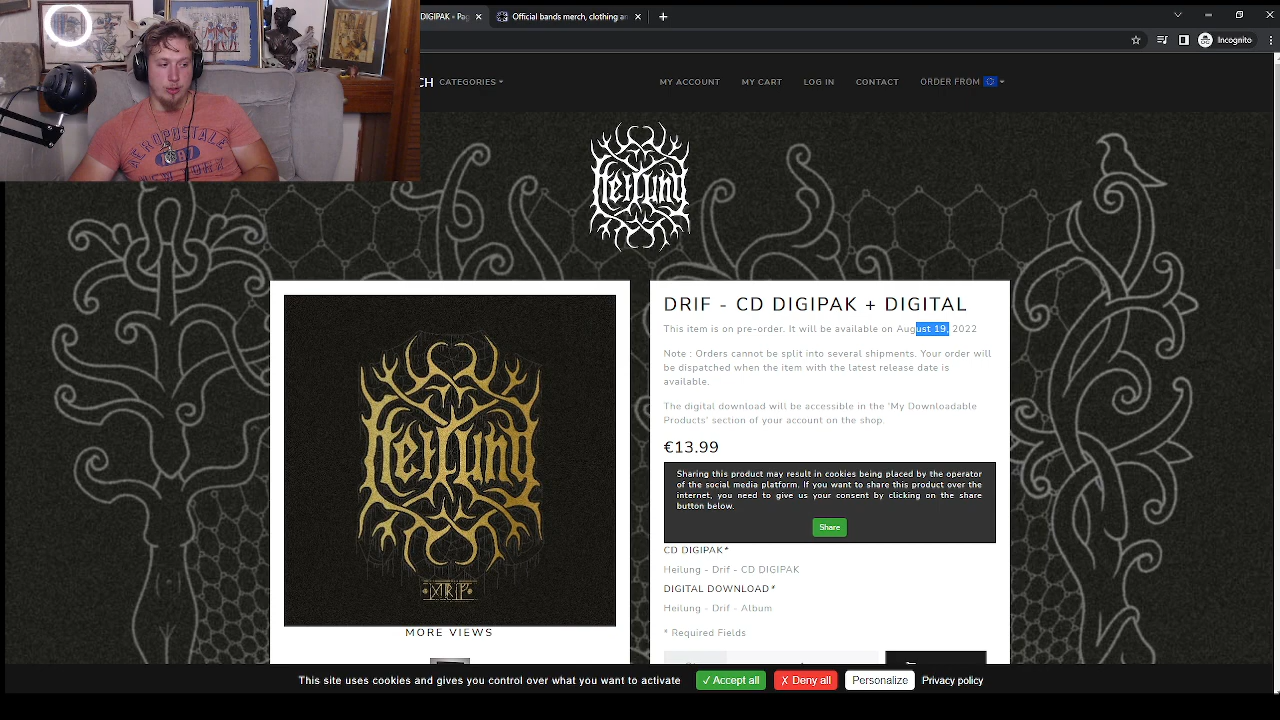 DIGIPAK + Pag
Official bands merch, clothing an
Incognito
CH CATEGORIES
MY ACCOUNT MY CART LOG IN CONTACT ORDER FROM
AEROPOSTALE
1987
NEW YORK
Heilung
Heilung
MORE VIEWS
DRIF - CD DIGIPAK + DIGITAL
This item is on pre-order. It will be available on August 19, 2022
Note : Orders cannot be split into several shipments. Your order will
be dispatched when the item with the latest release date is
available.
The digital download will be accessible in the 'My Downloadable
Products' section of your account on the shop.
€13.99
Sharing this product may result in cookies being placed by the operator
of the social media platform. If you want to share this product over the
internet, you need to give us your consent by clicking on the share
button below.
Share
CD DIGIPAK*
Heilung - Drif - CD DIGIPAK
DIGITAL DOWNLOAD*
Heilung - Drif - Album
* Required Fields
This site uses cookies and gives you control over what you want to activate
✓ Accept all
✗ Deny all
Personalize
Privacy policy